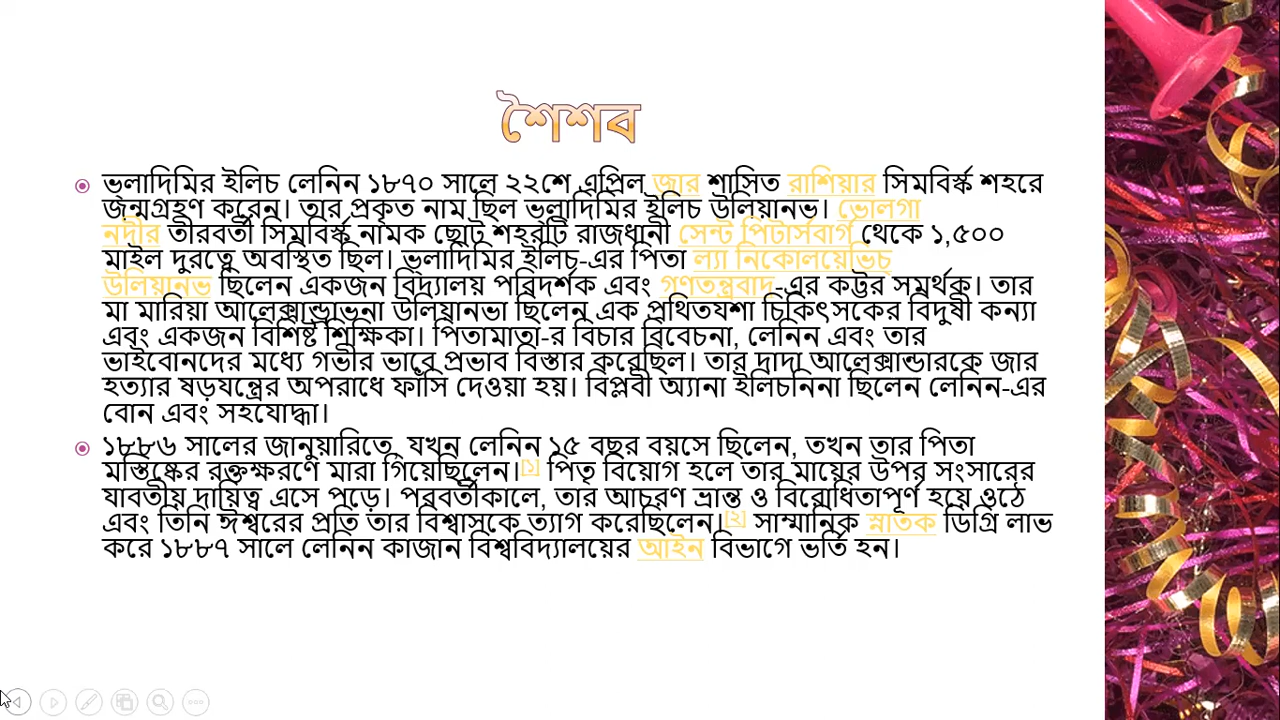 শৈশব
ভলাদিমির ইলিচ লেনিন ১৮৭০ সালে ২২শে এপ্রিল জার শাসিত রাশিয়ার সিমবির্স্ক শহরে
জন্মগ্রহণ করেন। তার প্রকৃত নাম ছিল ভলাদিমির ইলিচ উলিয়ানভ। ভোলগা
নদীর তীরবর্তী সিমবির্স্ক নামক ছোট শহরটি রাজধানী সেন্ট পিটার্সবার্গ থেকে ১,৫০০
মাইল দুরত্বে অবস্থিত ছিল। ভলাদিমির ইলিচ-এর পিতা ল্যা নিকোলয়েভিচ
উলিয়ানভ ছিলেন একজন বিদ্যালয় পরিদর্শক এবং গণতন্ত্রবাদ-এর কট্টর সমর্থক। তার
মা মারিয়া আলেক্সান্ড্রাভনা উলিয়ানভা ছিলেন এক প্রথিতযশা চিকিৎসকের বিদুষী কন্যা
এবং একজন বিশিষ্ট শিক্ষিকা। পিতামাতা-র বিচার বিবেচনা, লেনিন এবং তার
ভাইবোনদের মধ্যে গভীর ভাবে প্রভাব বিস্তার করেছিল। তার দাদা আলেক্সান্ডারকে জার
হত্যার ষড়যন্ত্রের অপরাধে ফাঁসি দেওয়া হয়। বিপ্লবী অ্যানা ইলিচনিনা ছিলেন লেনিন-এর
বোন এবং সহযোদ্ধা।
১৮৮৬ সালের জানুয়ারিতে, যখন লেনিন ১৫ বছর বয়সে ছিলেন, তখন তার পিতা
মস্তিষ্কের রক্তক্ষরণে মারা গিয়েছিলেন।[১] পিতৃ বিয়োগ হলে তার মায়ের উপর সংসারের
যাবতীয় দায়িত্ব এসে পড়ে। পরবর্তীকালে, তার আচরণ ভ্রান্ত ও বিরোধিতাপূর্ণ হয়ে ওঠে
এবং তিনি ঈশ্বরের প্রতি তার বিশ্বাসকে ত্যাগ করেছিলেন।[২] সাম্মানিক স্নাতক ডিগ্রি লাভ
করে ১৮৮৭ সালে লেনিন কাজান বিশ্ববিদ্যালয়ের আইন বিভাগে ভর্তি হন।